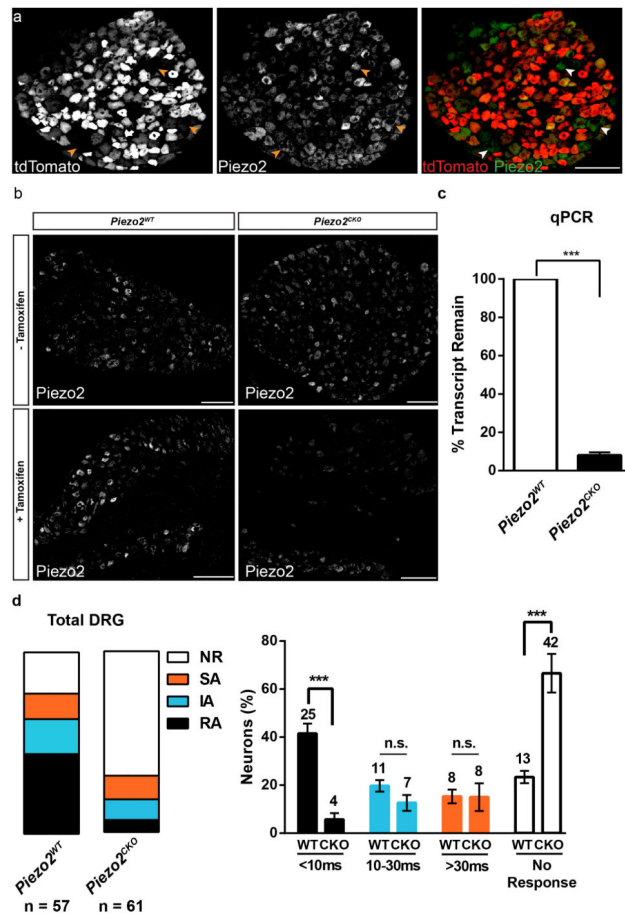 a
tdTomato
Piezo2
tdTomato Piezo2
b
Piezo2WT
Piezo2CKO
- Tamoxifen
Piezo2
Piezo2
+ Tamoxifen
Piezo2
Piezo2
c
qPCR
***
% Transcript Remain
100
80
60
40
20
0
Piezo2WT
Piezo2CKO
d
Total DRG
NR
SA
IA
RA
Piezo2WT
Piezo2CKO
n = 57
n = 61
Neurons (%)
80
60
40
20
0
***
25
4
n.s.
11
7
n.s.
8
8
***
13
42
WT CKO
WT CKO
WT CKO
WT CKO
<10ms
10-30ms
>30ms
No
Response